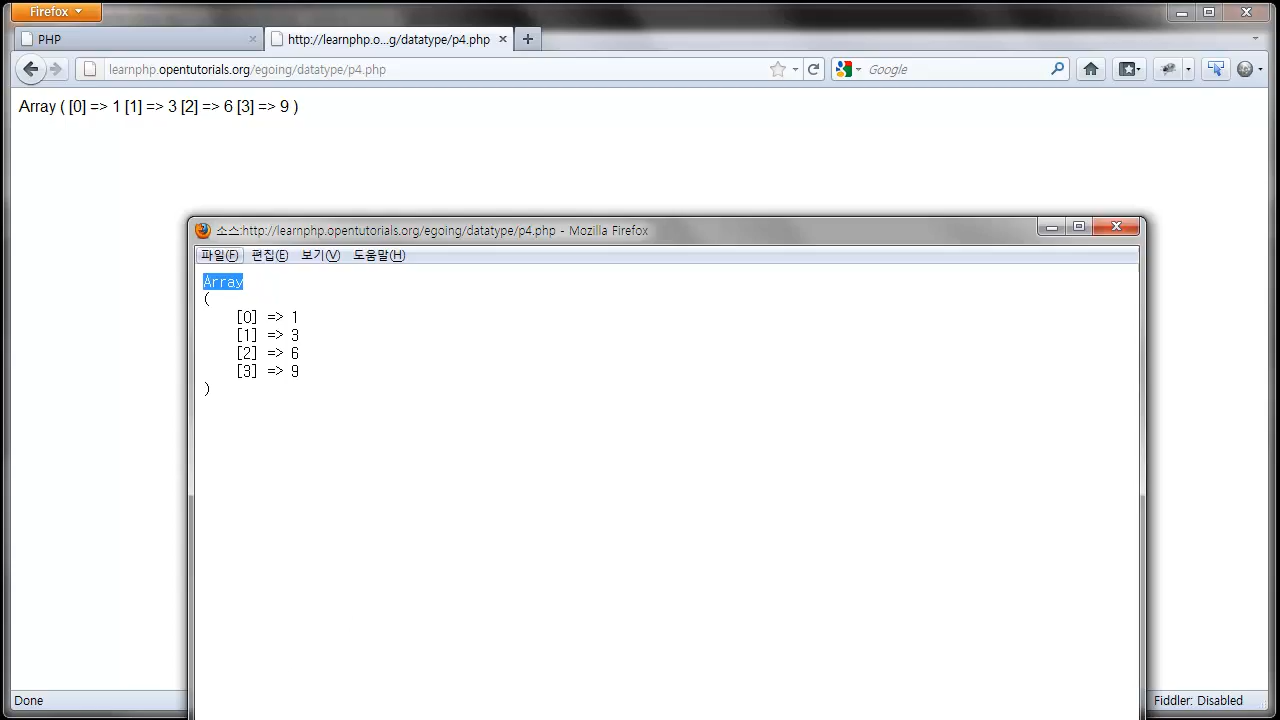 Firefox
PHP
http://learnphp.o...g/datatype/p4.php
learnphp.opentutorials.org/egoing/datatype/p4.php
Google
Array ( [0] => 1 [1] => 3 [2] => 6 [3] => 9 )
소스:http://learnphp.opentutorials.org/egoing/datatype/p4.php - Mozilla Firefox
파일(F) 편집(E) 보기(V) 도움말(H)
Array
(
[0] => 1
[1] => 3
[2] => 6
[3] => 9
)
Done
Fiddler: Disabled